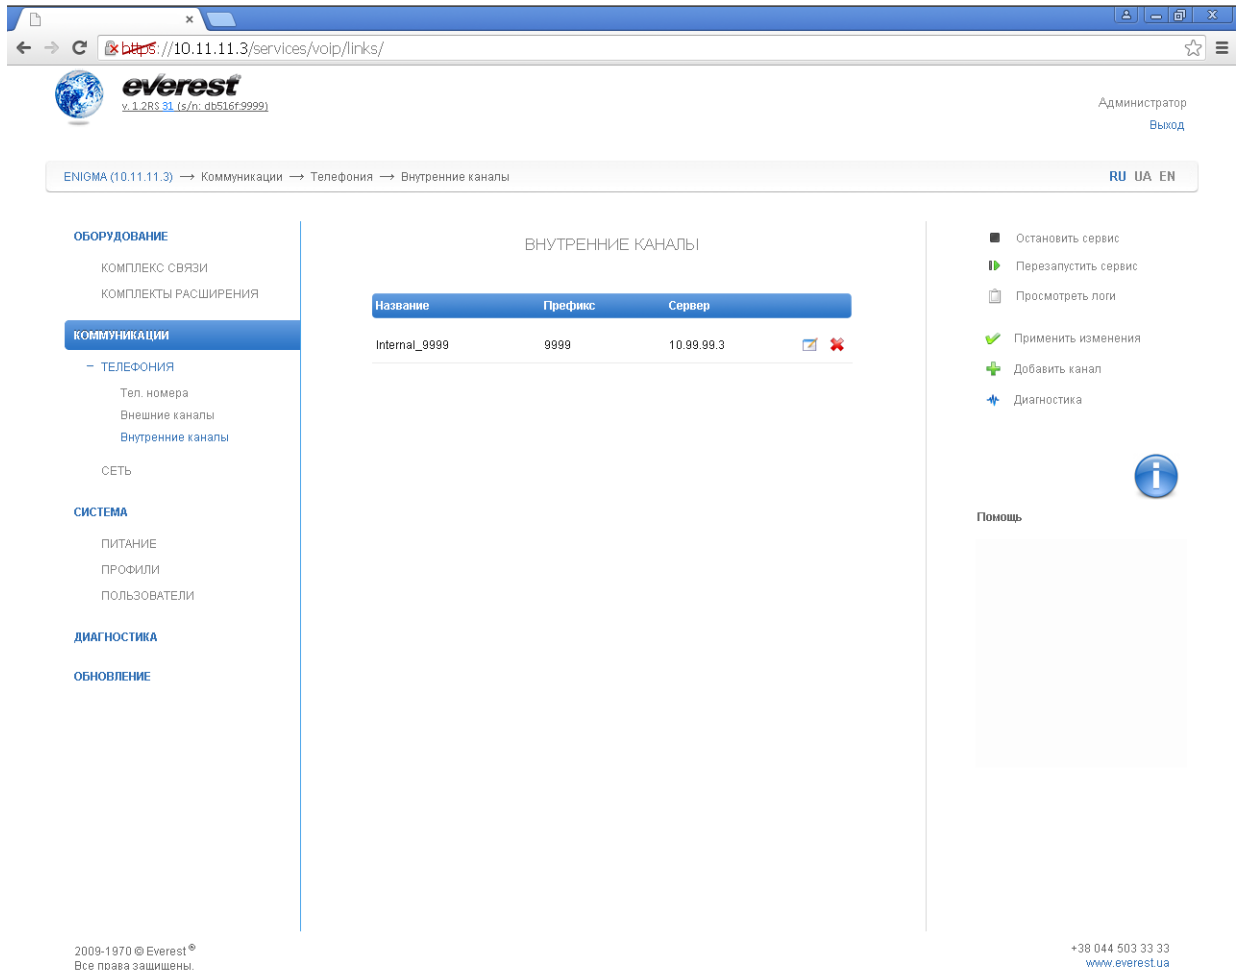 https://10.11.11.3/services/voip/links/
everest
v. 1.2RS 31 (s/n: db516f:9999)
Администратор
Выход
ENIGMA (10.11.11.3) → Коммуникации → Телефония → Внутренние каналы
RU UA EN
ОБОРУДОВАНИЕ
КОМПЛЕКС СВЯЗИ
КОМПЛЕКТЫ РАСШИРЕНИЯ
КОММУНИКАЦИИ
− ТЕЛЕФОНИЯ
Тел. номера
Внешние каналы
Внутренние каналы
СЕТЬ
СИСТЕМА
ПИТАНИЕ
ПРОФИЛИ
ПОЛЬЗОВАТЕЛИ
ДИАГНОСТИКА
ОБНОВЛЕНИЕ
ВНУТРЕННИЕ КАНАЛЫ
Название Префикс Сервер
Internal_9999 9999 10.99.99.3
Остановить сервис
Перезапустить сервис
Просмотреть логи
Применить изменения
Добавить канал
Диагностика
Помощь
2009-1970 © Everest ®
Все права защищены.
+38 044 503 33 33
www.everest.ua